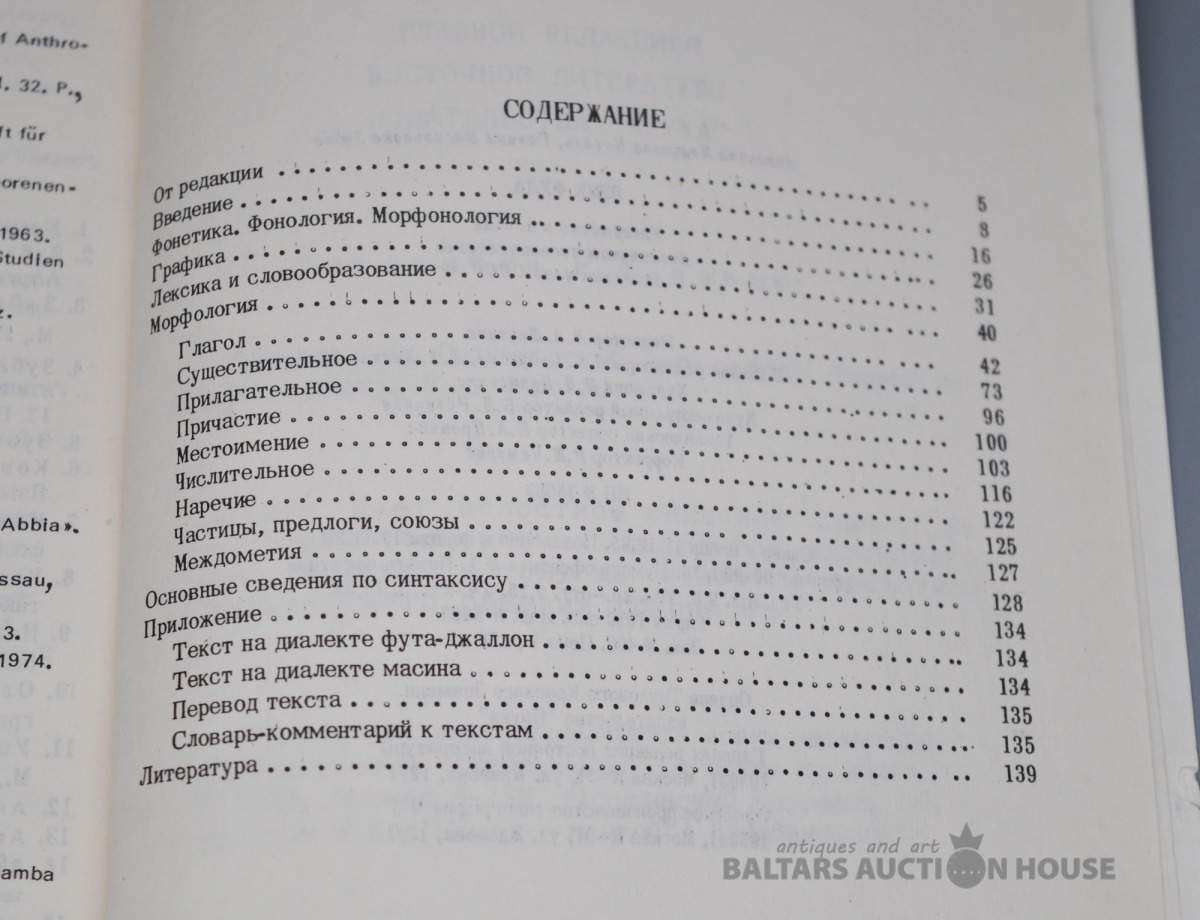 f Anthro-
. 32. P.,
ft für
orenen-
1963.
Studien
z.
Abbia».
ssau,
3.
1974.
amba
СОДЕРЖАНИЕ
От редакции 5
Введение 8
Фонетика. Фонология. Морфонология 16
Графика 26
Лексика и словообразование 31
Морфология 40
Глагол 42
Существительное 73
Прилагательное 96
Причастие 100
Местоимение 103
Числительное 116
Наречие 122
Частицы, предлоги, союзы 125
Междометия 127
Основные сведения по синтаксису 128
Приложение 134
Текст на диалекте фута-джаллон 134
Текст на диалекте масина 134
Перевод текста 135
Словарь-комментарий к текстам 135
Литература 139
antiques and art
BALTARS AUCTION HOUSE